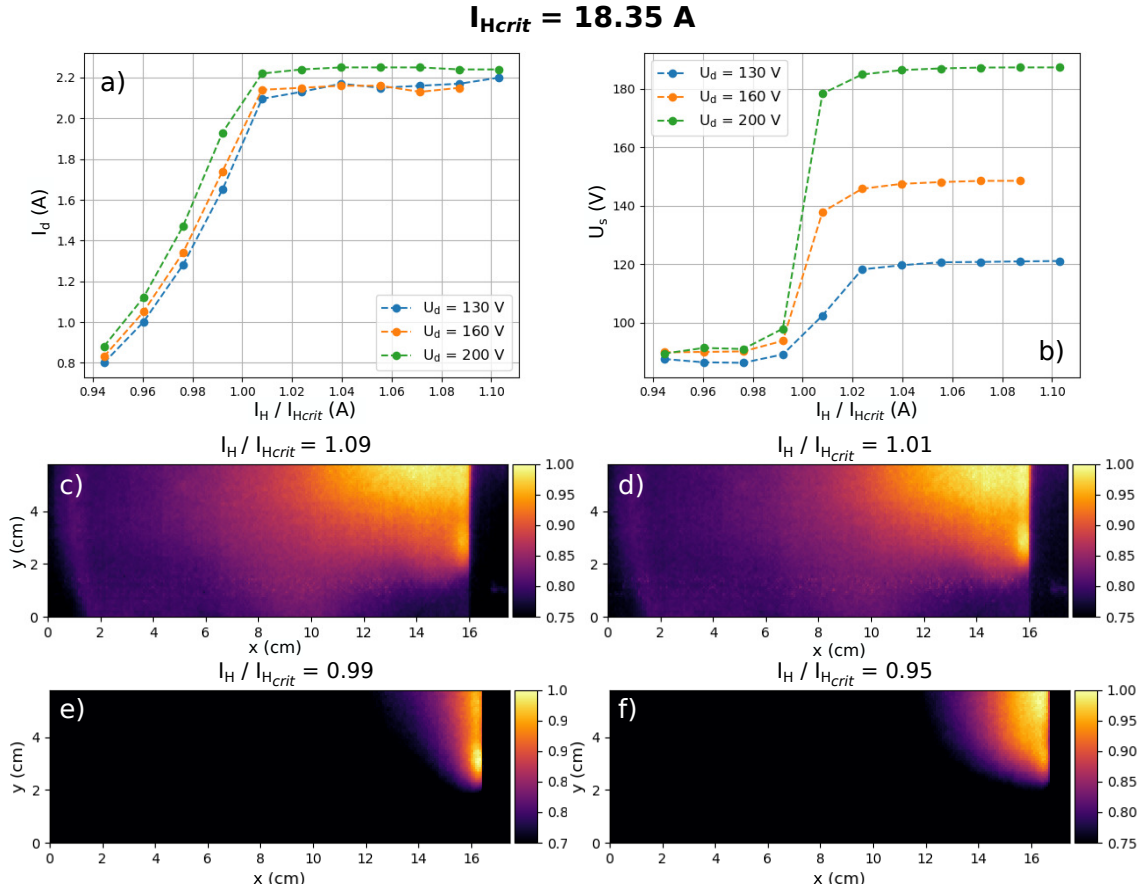 I_Hcrit = 18.35 A
a)
I_d (A)
2.2
2.0
1.8
1.6
1.4
1.2
1.0
0.8
U_d = 130 V
U_d = 160 V
U_d = 200 V
0.94 0.96 0.98 1.00 1.02 1.04 1.06 1.08 1.10
I_H / I_Hcrit (A)
b)
U_s (V)
180
160
140
120
100
U_d = 130 V
U_d = 160 V
U_d = 200 V
0.94 0.96 0.98 1.00 1.02 1.04 1.06 1.08 1.10
I_H / I_Hcrit (A)
I_H / I_Hcrit = 1.09
c)
y (cm)
4
2
0
0 2 4 6 8 10 12 14 16
x (cm)
1.00
0.95
0.90
0.85
0.80
0.75
I_H / I_Hcrit = 1.01
d)
y (cm)
4
2
0
0 2 4 6 8 10 12 14 16
x (cm)
1.00
0.95
0.90
0.85
0.80
0.75
I_H / I_Hcrit = 0.99
e)
y (cm)
4
2
0
0 2 4 6 8 10 12 14 16
x (cm)
1.0
0.9
0.9
0.8
0.8
0.7
I_H / I_Hcrit = 0.95
f)
y (cm)
4
2
0
0 2 4 6 8 10 12 14 16
x (cm)
1.00
0.95
0.90
0.85
0.80
0.75